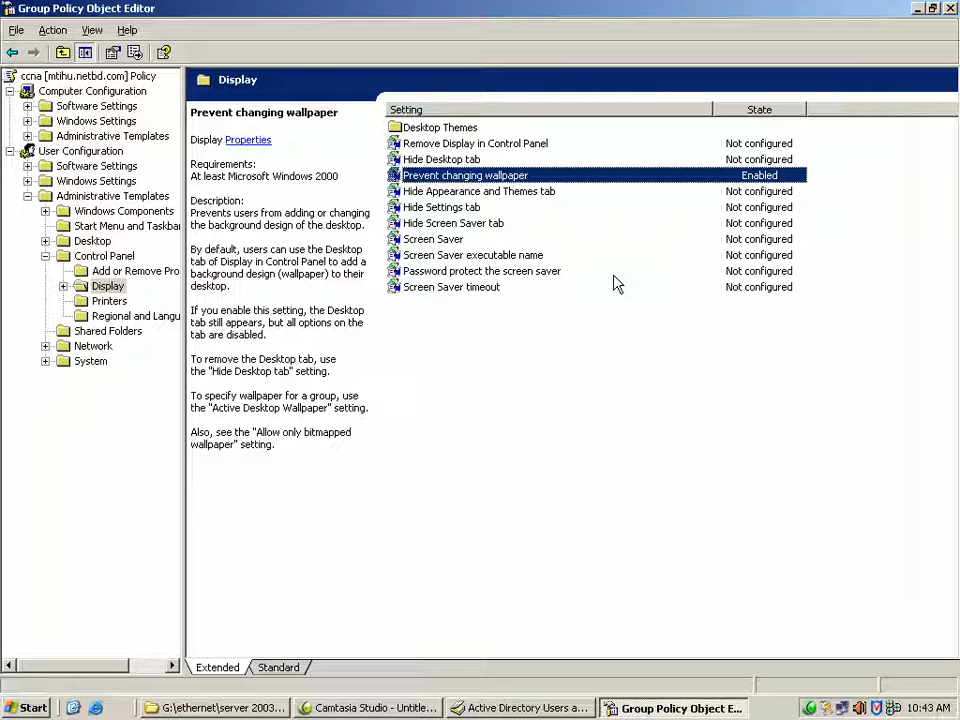 Group Policy Object Editor
File Action View Help
ccna [mtihu.netbd.com] Policy
Computer Configuration
Software Settings
Windows Settings
Administrative Templates
User Configuration
Software Settings
Windows Settings
Administrative Templates
Windows Components
Start Menu and Taskbar
Desktop
Control Panel
Add or Remove Pro
Display
Printers
Regional and Langu
Shared Folders
Network
System
Display
Prevent changing wallpaper
Display Properties
Requirements:
At least Microsoft Windows 2000
Description:
Prevents users from adding or changing
the background design of the desktop.
By default, users can use the Desktop
tab of Display in Control Panel to add a
background design (wallpaper) to their
desktop.
If you enable this setting, the Desktop
tab still appears, but all options on the
tab are disabled.
To remove the Desktop tab, use
the "Hide Desktop tab" setting.
To specify wallpaper for a group, use
the "Active Desktop Wallpaper" setting.
Also, see the "Allow only bitmapped
wallpaper" setting.
Setting State
Desktop Themes
Remove Display in Control Panel Not configured
Hide Desktop tab Not configured
Prevent changing wallpaper Enabled
Hide Appearance and Themes tab Not configured
Hide Settings tab Not configured
Hide Screen Saver tab Not configured
Screen Saver Not configured
Screen Saver executable name Not configured
Password protect the screen saver Not configured
Screen Saver timeout Not configured
Extended Standard
Start G:\ethernet\server 2003... Camtasia Studio - Untitle... Active Directory Users a... Group Policy Object E... 10:43 AM